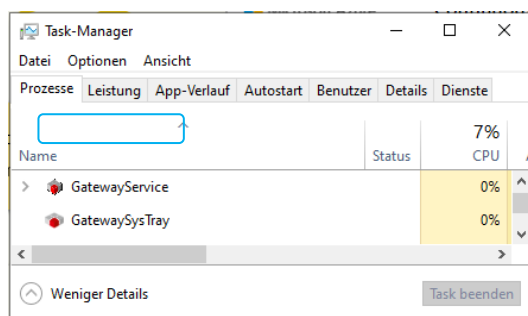 Task-Manager
Datei Optionen Ansicht
Prozesse Leistung App-Verlauf Autostart Benutzer Details Dienste
7%
Name Status CPU
GatewayService 0%
GatewaySysTray 0%
Weniger Details Task beenden